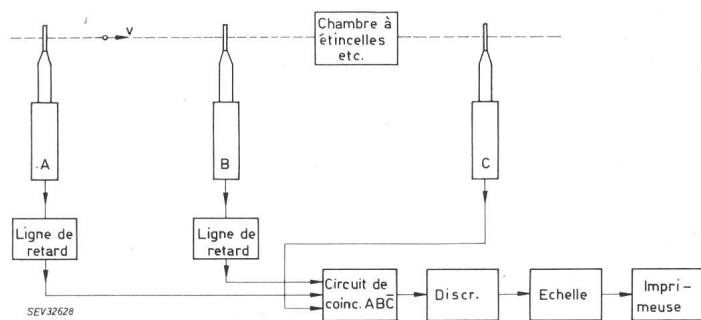 Chambre à
étincelles
etc.
v
A
B
C
Ligne de
retard
Ligne de
retard
Circuit de
coinc. ABC
Discr.
Echelle
Impri-
meuse
SEV32628